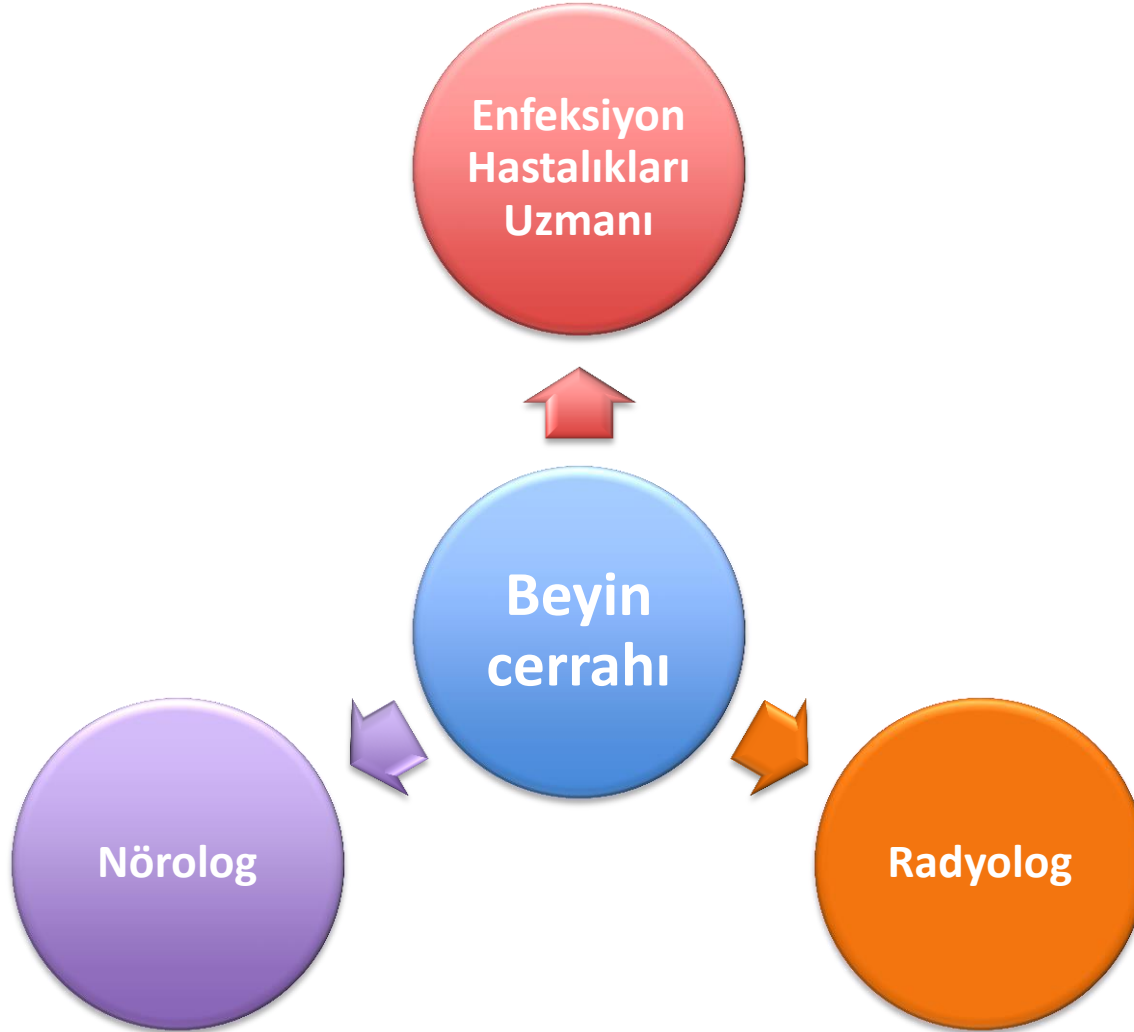 Enfeksiyon
Hastalıkları
Uzmanı
Beyin
cerrahı
Nörolog
Radyolog